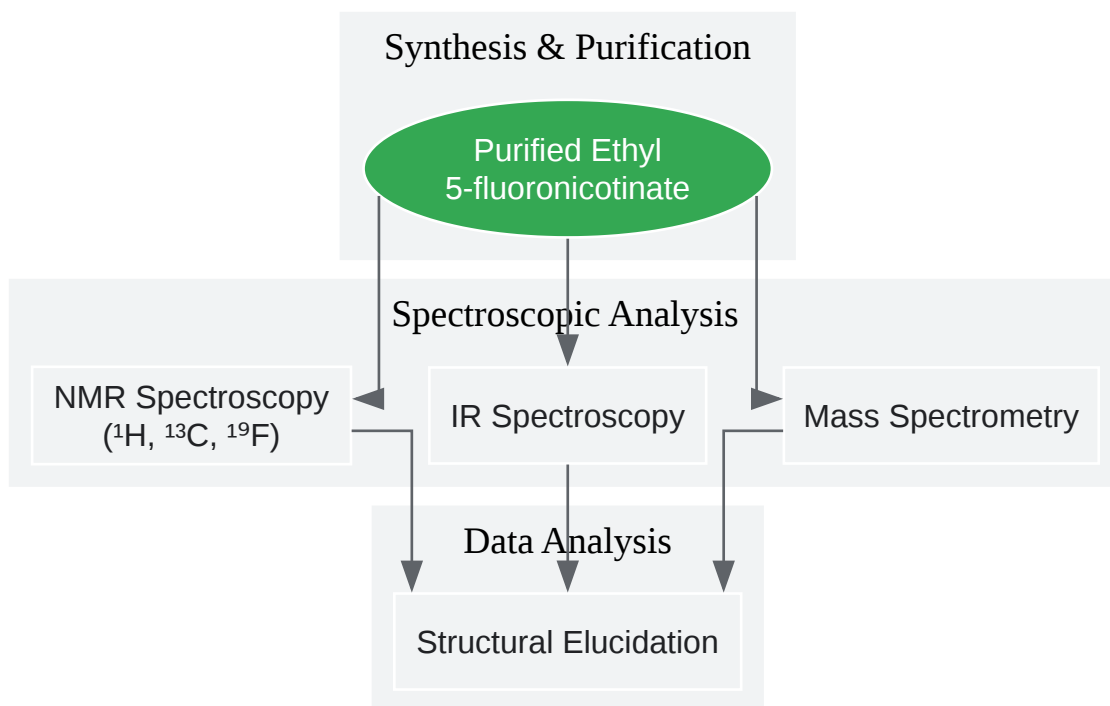 Synthesis & Purification
Purified Ethyl
5-fluoronicotinate
Spectroscopic Analysis
NMR Spectroscopy
(¹H, ¹³C, ¹⁹F)
IR Spectroscopy
Mass Spectrometry
Data Analysis
Structural Elucidation